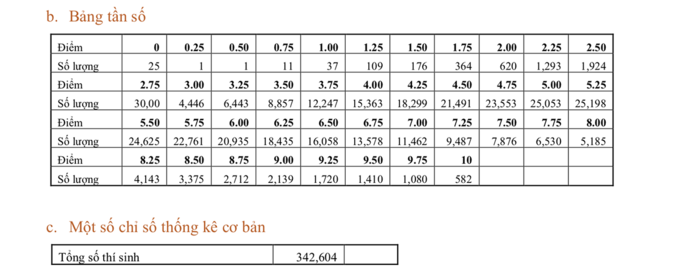 b. Bảng tần số
Điểm 0 0.25 0.50 0.75 1.00 1.25 1.50 1.75 2.00 2.25 2.50
Số lượng 25 1 1 11 37 109 176 364 620 1,293 1,924
Điểm 2.75 3.00 3.25 3.50 3.75 4.00 4.25 4.50 4.75 5.00 5.25
Số lượng 30,00 4,446 6,443 8,857 12,247 15,363 18,299 21,491 23,553 25,053 25,198
Điểm 5.50 5.75 6.00 6.25 6.50 6.75 7.00 7.25 7.50 7.75 8.00
Số lượng 24,625 22,761 20,935 18,435 16,058 13,578 11,462 9,487 7,876 6,530 5,185
Điểm 8.25 8.50 8.75 9.00 9.25 9.50 9.75 10
Số lượng 4,143 3,375 2,712 2,139 1,720 1,410 1,080 582
c. Một số chỉ số thống kê cơ bản
Tổng số thí sinh 342,604